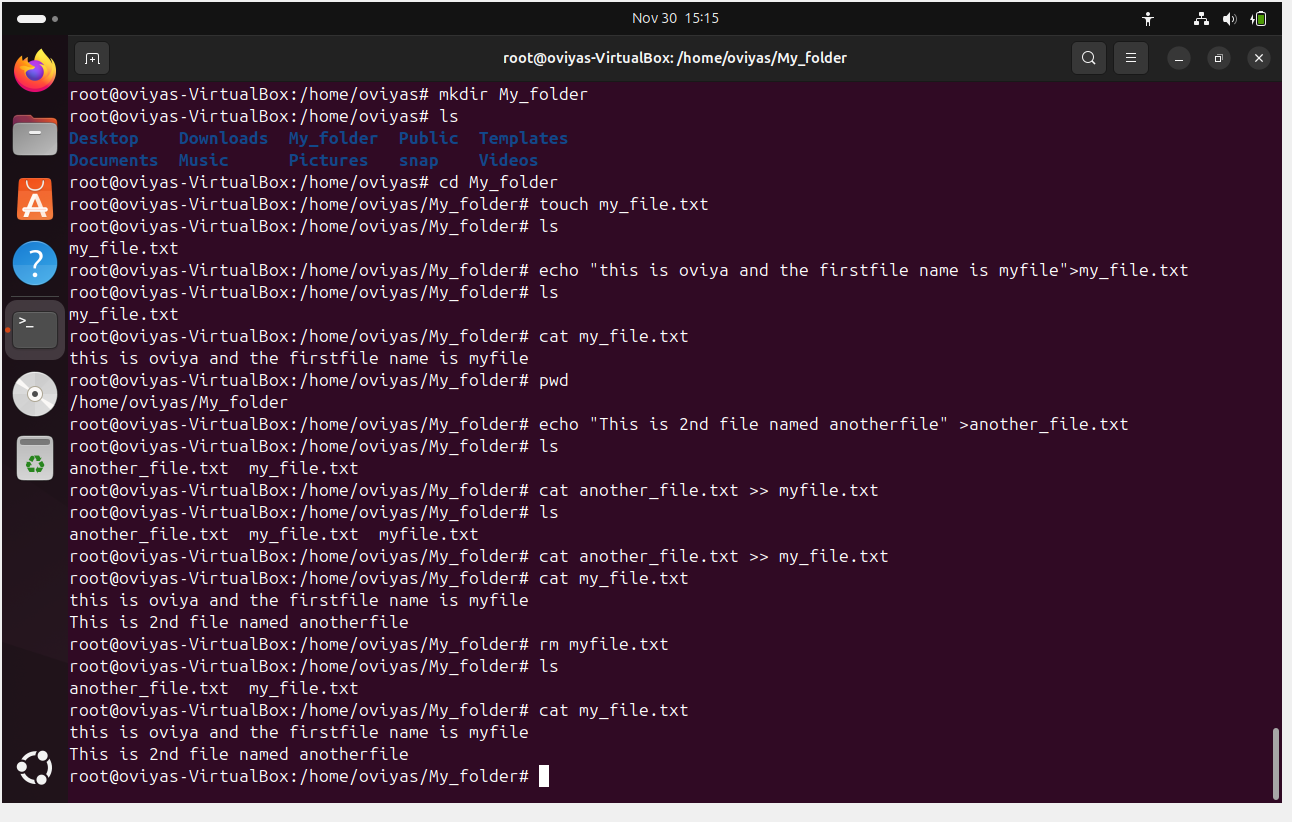 Nov 30 15:15
root@oviyas-VirtualBox: /home/oviyas/My_folder
root@oviyas-VirtualBox:/home/oviyas# mkdir My_folder
root@oviyas-VirtualBox:/home/oviyas# ls
Desktop    Downloads  My_folder  Public  Templates
Documents  Music      Pictures   snap    Videos
root@oviyas-VirtualBox:/home/oviyas# cd My_folder
root@oviyas-VirtualBox:/home/oviyas/My_folder# touch my_file.txt
root@oviyas-VirtualBox:/home/oviyas/My_folder# ls
my_file.txt
root@oviyas-VirtualBox:/home/oviyas/My_folder# echo "this is oviya and the firstfile name is myfile">my_file.txt
root@oviyas-VirtualBox:/home/oviyas/My_folder# ls
my_file.txt
root@oviyas-VirtualBox:/home/oviyas/My_folder# cat my_file.txt
this is oviya and the firstfile name is myfile
root@oviyas-VirtualBox:/home/oviyas/My_folder# pwd
/home/oviyas/My_folder
root@oviyas-VirtualBox:/home/oviyas/My_folder# echo "This is 2nd file named anotherfile" >another_file.txt
root@oviyas-VirtualBox:/home/oviyas/My_folder# ls
another_file.txt  my_file.txt
root@oviyas-VirtualBox:/home/oviyas/My_folder# cat another_file.txt >> myfile.txt
root@oviyas-VirtualBox:/home/oviyas/My_folder# ls
another_file.txt  my_file.txt  myfile.txt
root@oviyas-VirtualBox:/home/oviyas/My_folder# cat another_file.txt >> my_file.txt
root@oviyas-VirtualBox:/home/oviyas/My_folder# cat my_file.txt
this is oviya and the firstfile name is myfile
This is 2nd file named anotherfile
root@oviyas-VirtualBox:/home/oviyas/My_folder# rm myfile.txt
root@oviyas-VirtualBox:/home/oviyas/My_folder# ls
another_file.txt  my_file.txt
root@oviyas-VirtualBox:/home/oviyas/My_folder# cat my_file.txt
this is oviya and the firstfile name is myfile
This is 2nd file named anotherfile
root@oviyas-VirtualBox:/home/oviyas/My_folder#